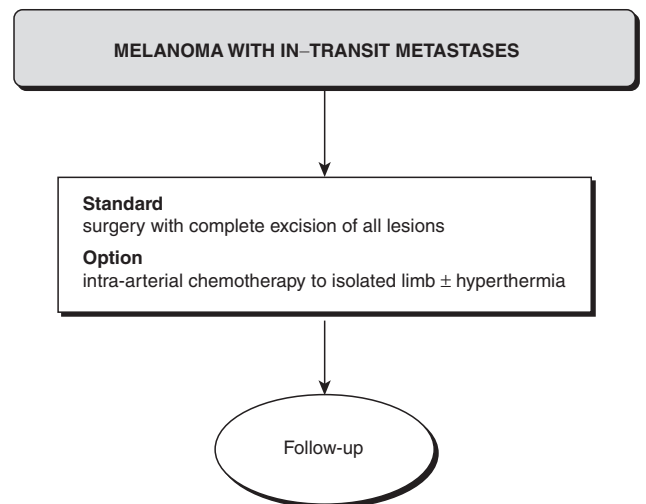 MELANOMA WITH IN–TRANSIT METASTASES
Standard
surgery with complete excision of all lesions
Option
intra-arterial chemotherapy to isolated limb ± hyperthermia
Follow-up